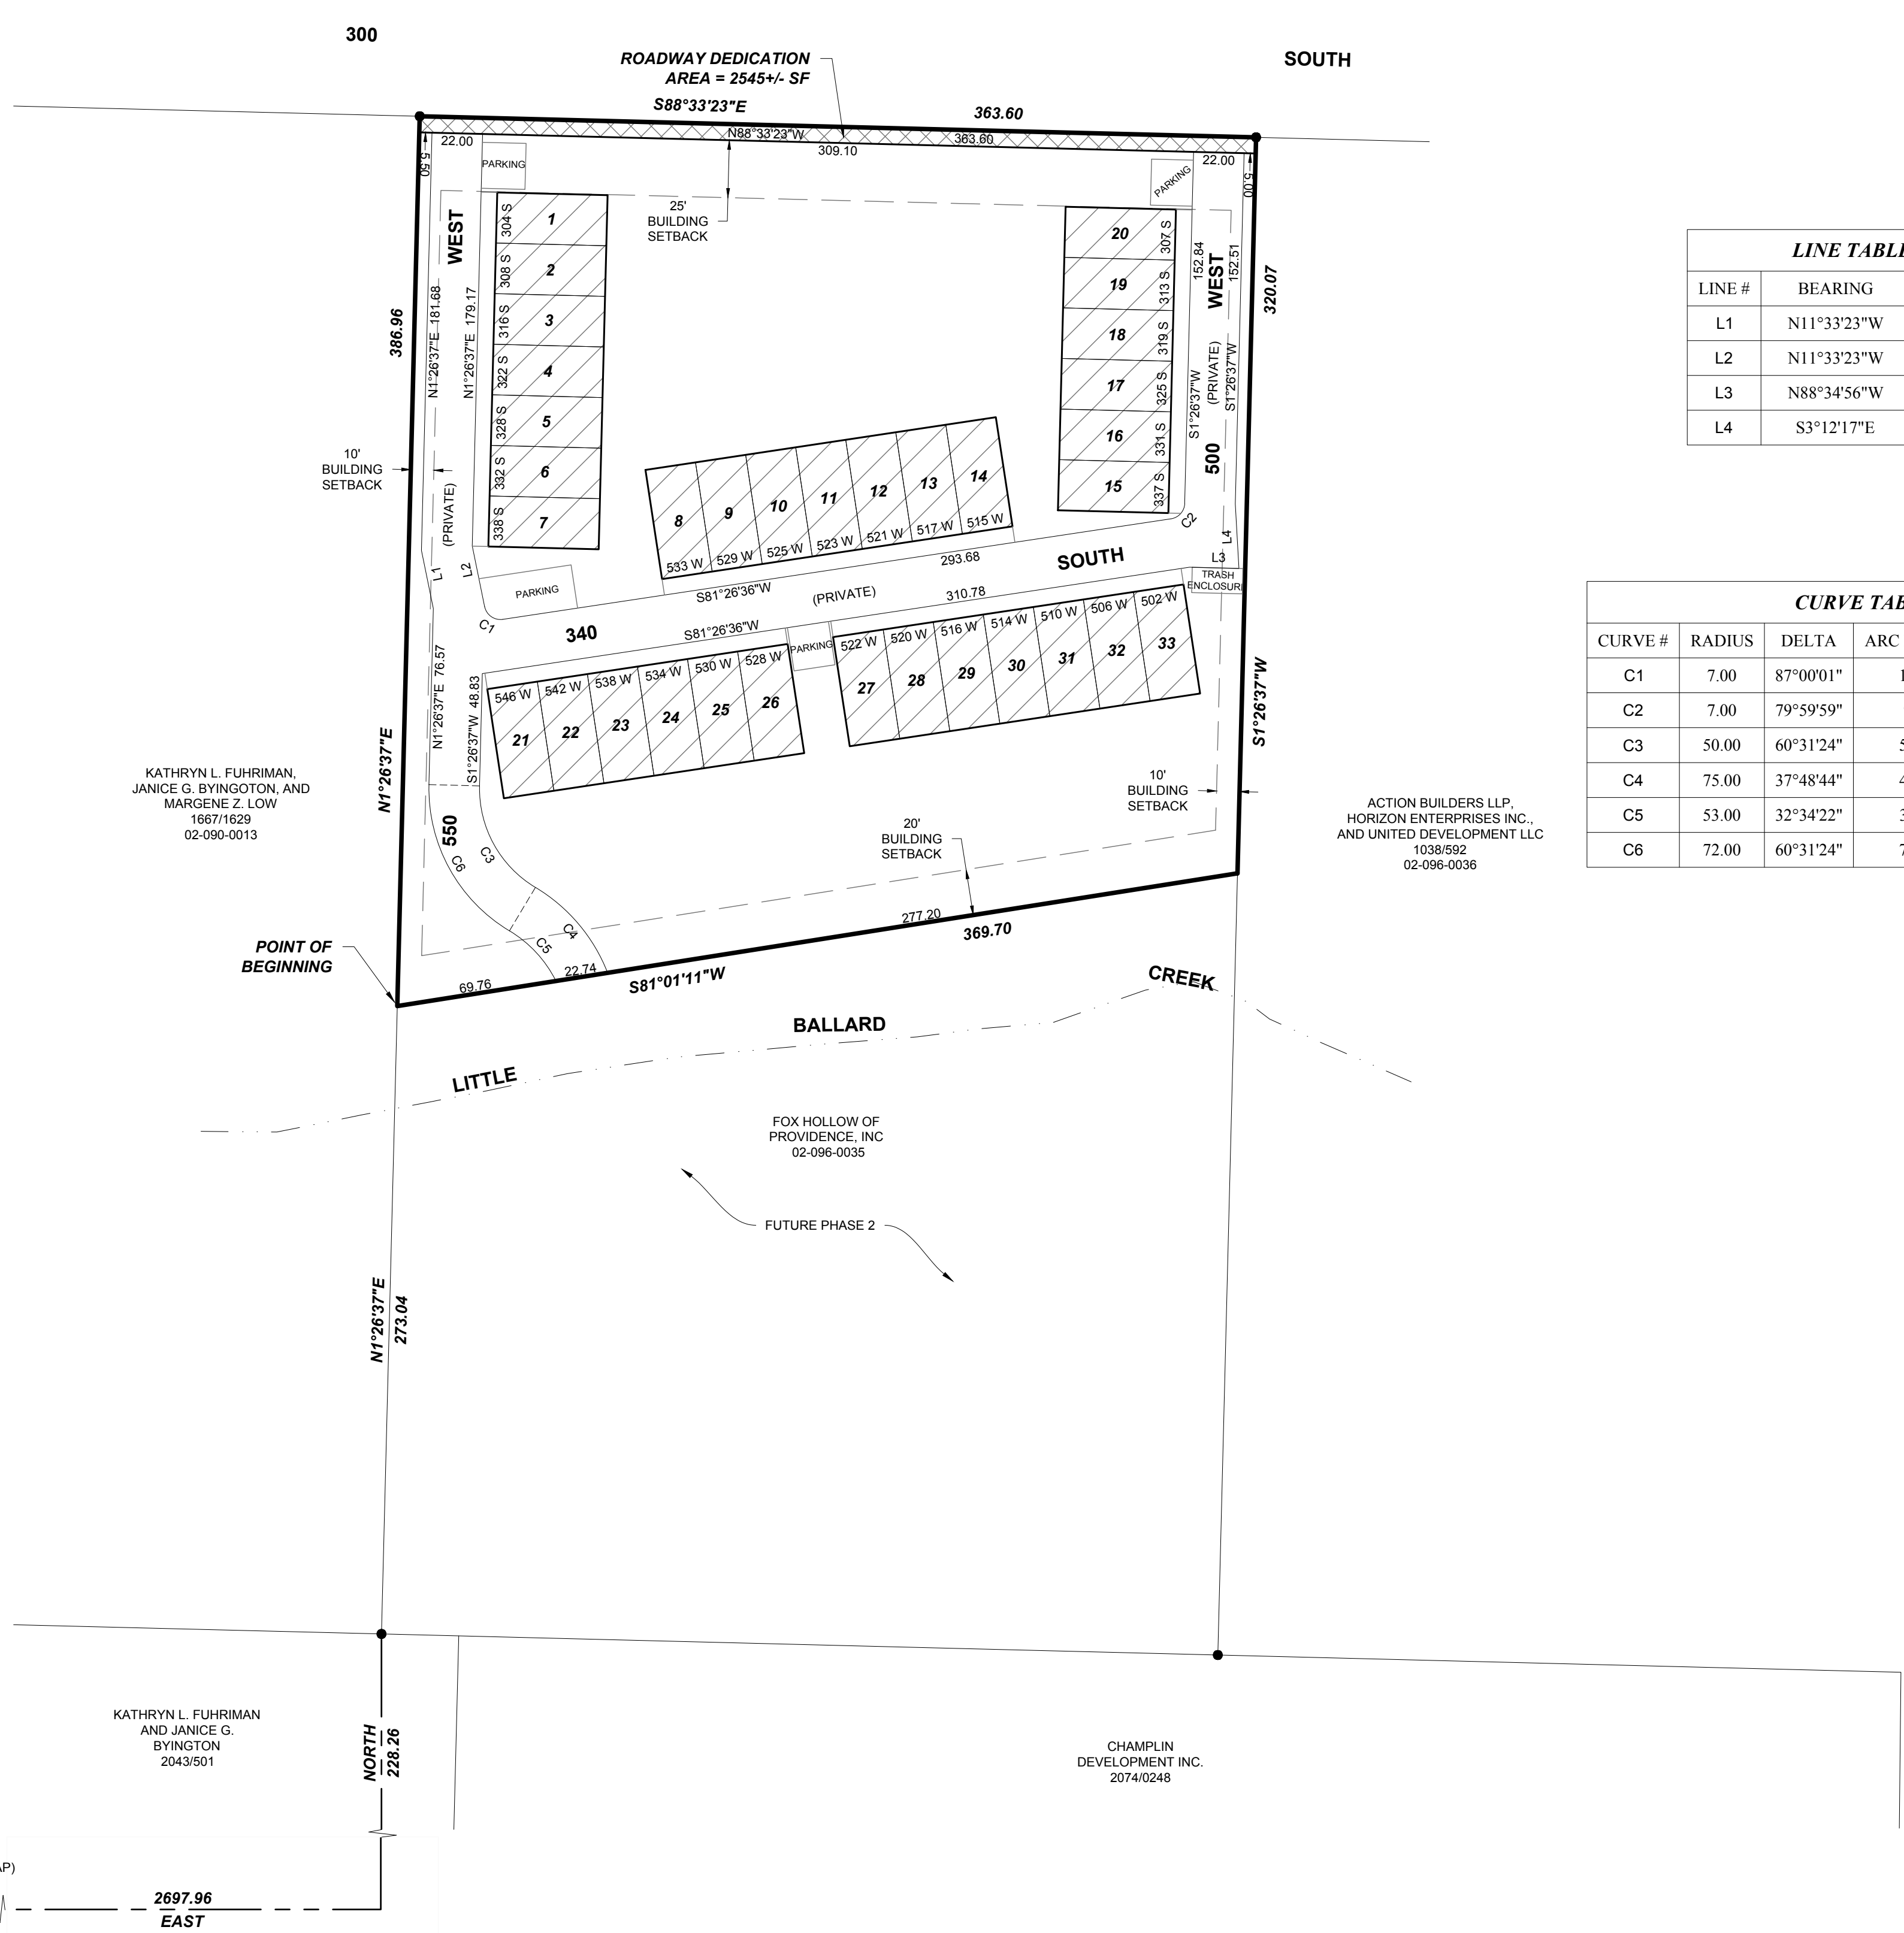 300
SOUTH
ROADWAY DEDICATION
AREA = 2545+/- SF
S88°33'23"E
363.60
N88°33'23"W
363.60
22.00
309.10
22.00
5.50
5.00
PARKING
PARKING
25'
BUILDING
SETBACK
WEST
304 S
1
308 S
2
316 S
3
322 S
4
328 S
5
332 S
6
338 S
7
N1°26'37"E 181.68
N1°26'37"E 179.17
386.96
10'
BUILDING
SETBACK
(PRIVATE)
L1
L2
20
307 S
19
313 S
18
319 S
17
325 S
16
331 S
15
337 S
152.84
S1°26'37"W
WEST
(PRIVATE)
500
152.51
S1°26'37"W
320.07
C2
L4
L3
TRASH
8
9
10
11
12
13
14
533 W
529 W
525 W
523 W
521 W
517 W
515 W
PARKING
C1
340
S81°26'36"W
293.68
(PRIVATE)
SOUTH
S81°26'36"W
310.78
PARKING
546 W
542 W
538 W
534 W
530 W
528 W
21
22
23
24
25
26
522 W
520 W
516 W
514 W
510 W
506 W
502 W
27
28
29
30
31
32
33
N1°26'37"E 76.57
S1°26'37"W 48.83
S1°26'37"W
N1°26'37"E
550
C6
C3
C5
C4
10'
BUILDING
SETBACK
20'
BUILDING
SETBACK
POINT OF
BEGINNING
69.76
22.74
277.20
S81°01'11"W
369.70
KATHRYN L. FUHRIMAN,
JANICE G. BYINGOTON, AND
MARGENE Z. LOW
1667/1629
02-090-0013
ACTION BUILDERS LLP,
HORIZON ENTERPRISES INC.,
AND UNITED DEVELOPMENT LLC
1038/592
02-096-0036
LINE TABLE
LINE # BEARING
L1 N11°33'23"W
L2 N11°33'23"W
L3 N88°34'56"W
L4 S3°12'17"E
CURVE TAB
CURVE # RADIUS DELTA ARC
C1 7.00 87°00'01" 1
C2 7.00 79°59'59"
C3 50.00 60°31'24" 5
C4 75.00 37°48'44" 4
C5 53.00 32°34'22" 3
C6 72.00 60°31'24" 7
LITTLE
BALLARD
CREEK
FOX HOLLOW OF
PROVIDENCE, INC
02-096-0035
FUTURE PHASE 2
N1°26'37"E
273.04
KATHRYN L. FUHRIMAN
AND JANICE G.
BYINGTON
2043/501
NORTH
228.26
CHAMPLIN
DEVELOPMENT INC.
2074/0248
AP)
2697.96
EAST